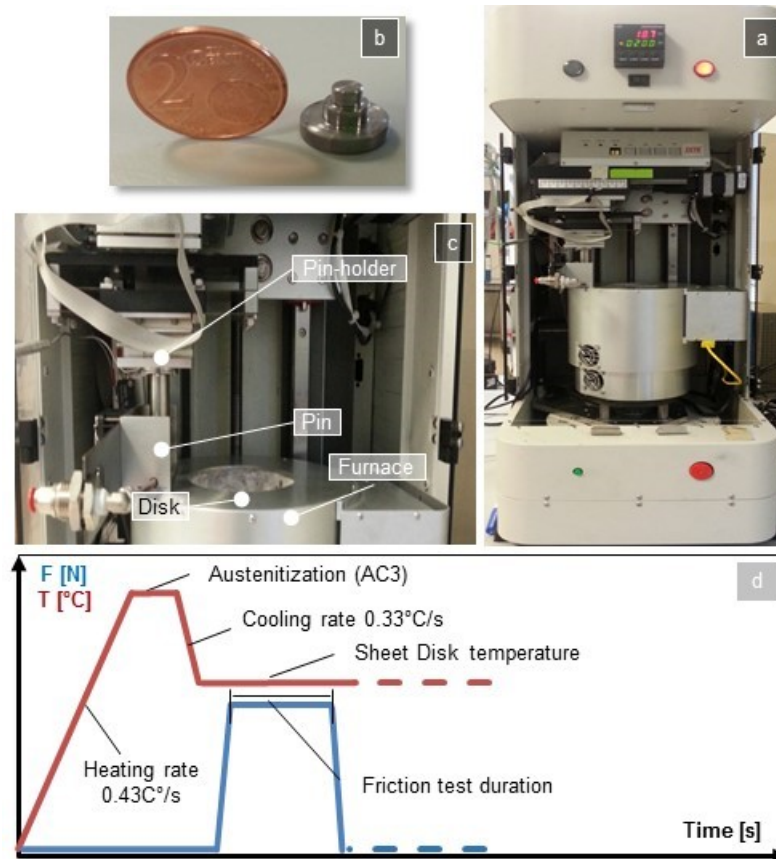 b
a
2
c
Pin-holder
Pin
Furnace
Disk
F [N]
T [°C]
Austenitization (AC3)
d
Cooling rate 0.33°C/s
Sheet Disk temperature
Heating rate
0.43C°/s
Friction test duration
Time [s]